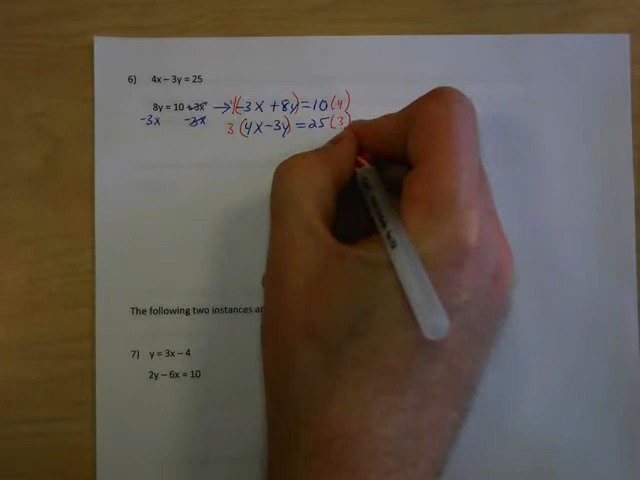 6) 4x – 3y = 25
8y = 10 +3x → 4(-3x + 8y) = 10(4)
-3x -3x 3(4x - 3y) = 25(3)
The following two instances
7) y = 3x – 4
2y – 6x = 10